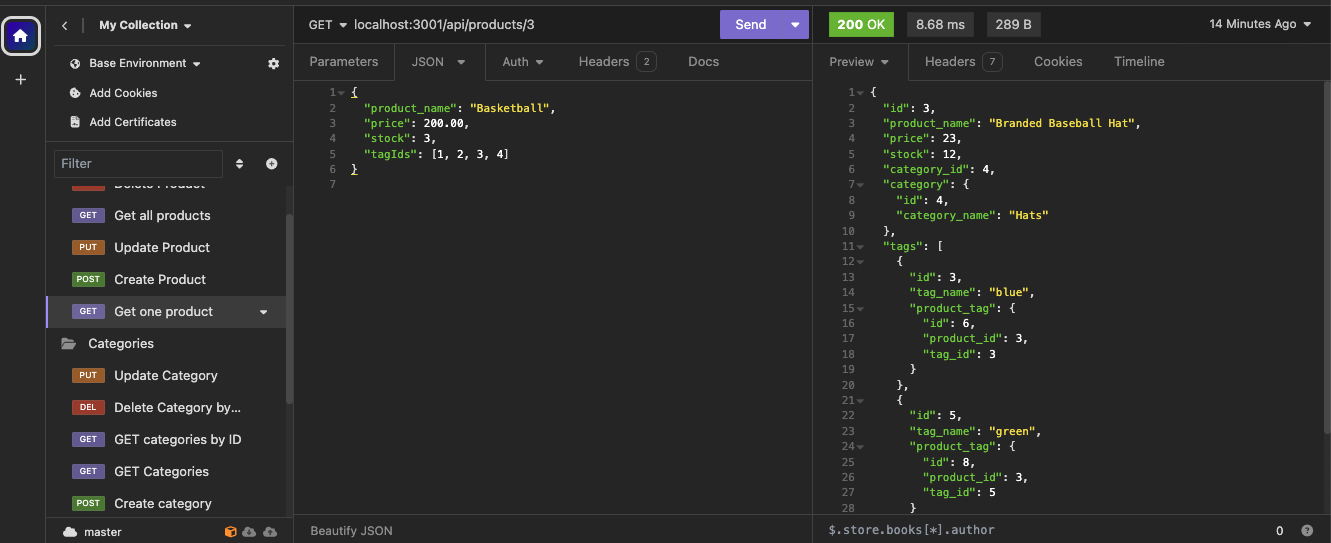 My Collection
Base Environment
Add Cookies
Add Certificates
Filter
Delete Product
GET Get all products
PUT Update Product
POST Create Product
GET Get one product
Categories
PUT Update Category
DEL Delete Category by...
GET GET categories by ID
GET GET Categories
POST Create category
master
GET localhost:3001/api/products/3
Send
Parameters JSON Auth Headers 2 Docs
1 {
2 "product_name": "Basketball",
3 "price": 200.00,
4 "stock": 3,
5 "tagIds": [1, 2, 3, 4]
6 }
7
Beautify JSON
200 OK 8.68 ms 289 B 14 Minutes Ago
Preview Headers 7 Cookies Timeline
1 {
2 "id": 3,
3 "product_name": "Branded Baseball Hat",
4 "price": 23,
5 "stock": 12,
6 "category_id": 4,
7 "category": {
8 "id": 4,
9 "category_name": "Hats"
10 },
11 "tags": [
12 {
13 "id": 3,
14 "tag_name": "blue",
15 "product_tag": {
16 "id": 6,
17 "product_id": 3,
18 "tag_id": 3
19 }
20 },
21 {
22 "id": 5,
23 "tag_name": "green",
24 "product_tag": {
25 "id": 8,
26 "product_id": 3,
27 "tag_id": 5
28 }
$.store.books[*].author 0